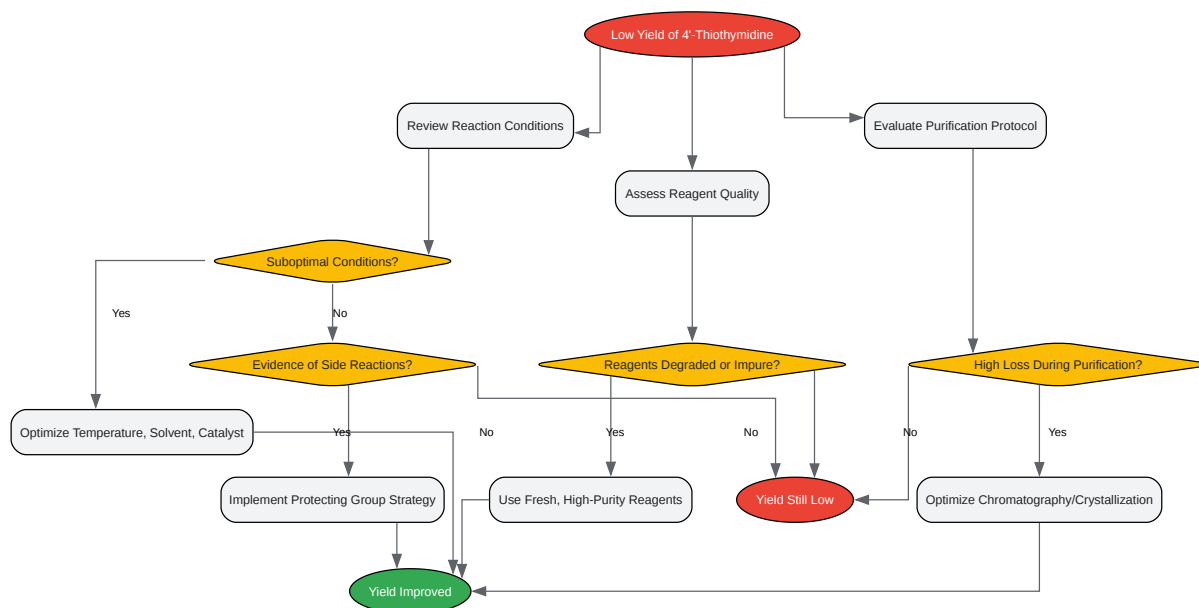 Low Yield of 4'-Thiothymidine
Review Reaction Conditions
Evaluate Purification Protocol
Assess Reagent Quality
Suboptimal Conditions?
Yes
No
Evidence of Side Reactions?
Reagents Degraded or Impure?
High Loss During Purification?
Optimize Temperature, Solvent, Catalyst
Yes
No
Yes
No
No
Yes
Implement Protecting Group Strategy
Use Fresh, High-Purity Reagents
Yield Still Low
Optimize Chromatography/Crystallization
Yield Improved